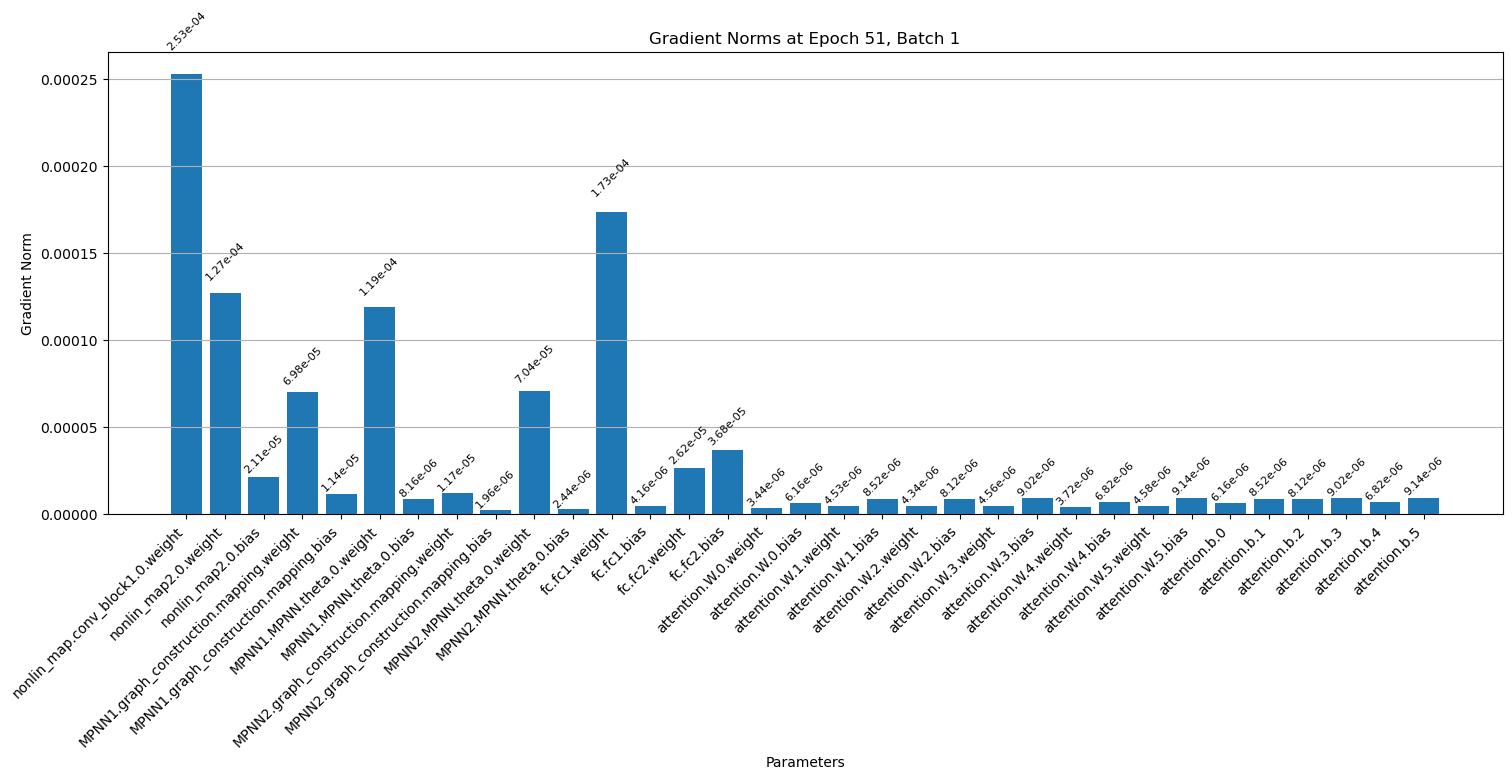 Gradient Norms at Epoch 51, Batch 1
Gradient Norm
0.00025
0.00020
0.00015
0.00010
0.00005
0.00000
2.53e-04
1.27e-04
2.11e-05
6.98e-05
1.14e-05
1.19e-04
8.16e-06
1.17e-05
1.96e-06
7.04e-05
2.44e-06
1.73e-04
4.16e-06
2.62e-05
3.68e-05
3.44e-06
6.16e-06
4.53e-06
8.52e-06
4.34e-06
8.12e-06
4.56e-06
9.02e-06
3.72e-06
6.82e-06
4.58e-06
9.14e-06
6.16e-06
8.52e-06
8.12e-06
9.02e-06
6.82e-06
9.14e-06
nonlin_map.conv_block1.0.weight
nonlin_map2.0.weight
nonlin_map2.0.bias
MPNN1.graph_construction.mapping.weight
MPNN1.graph_construction.mapping.bias
MPNN1.MPNN.theta.0.weight
MPNN1.MPNN.theta.0.bias
MPNN2.graph_construction.mapping.weight
MPNN2.graph_construction.mapping.bias
MPNN2.MPNN.theta.0.weight
MPNN2.MPNN.theta.0.bias
fc.fc1.weight
fc.fc1.bias
fc.fc2.weight
fc.fc2.bias
attention.W.0.weight
attention.W.0.bias
attention.W.1.weight
attention.W.1.bias
attention.W.2.weight
attention.W.2.bias
attention.W.3.weight
attention.W.3.bias
attention.W.4.weight
attention.W.4.bias
attention.W.5.weight
attention.W.5.bias
attention.b.0
attention.b.1
attention.b.2
attention.b.3
attention.b.4
attention.b.5
Parameters